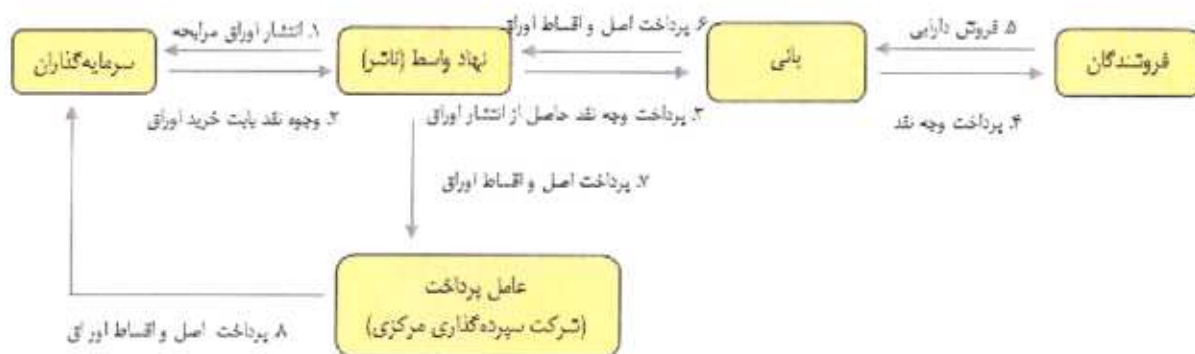 سرمایه‌گذاران
۱. انتشار اوراق مرابحه
۲. وجوه نقد بابت خرید اوراق
نهاد واسط (ناشر)
۶. پرداخت اصل و اقساط اوراق
۳. پرداخت وجه نقد حاصل از انتشار اوراق
بانی
۵. فروش دارایی
۴. پرداخت وجه نقد
فروشندگان
۷. پرداخت اصل و اقساط اوراق
عامل پرداخت
(شرکت سپرده‌گذاری مرکزی)
۸. پرداخت اصل و اقساط اوراق